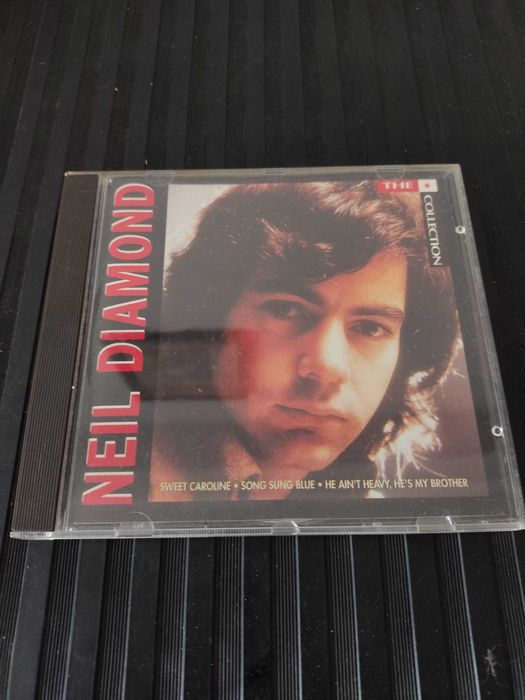 NEIL DIAMOND
THE
COLLECTION
SWEET CAROLINE • SONG SUNG BLUE • HE AIN'T HEAVY, HE'S MY BROTHER